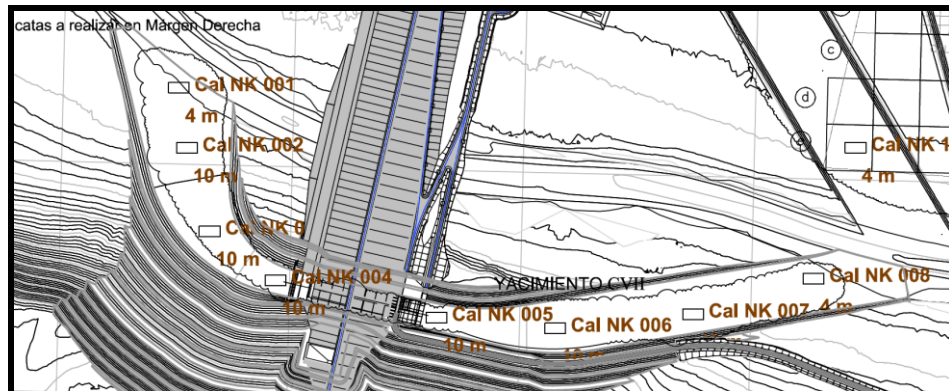 catas a realizar en Margen Derecha
c
Cal NK 001
4 m
d
Cal NK 002
10 m
Cal NK 1
4 m
Cal NK 0
10 m
Cal NK 004
10 m
YACIMIENTO CVII
Cal NK 008
4 m
Cal NK 005
10 m
Cal NK 006
10 m
Cal NK 007